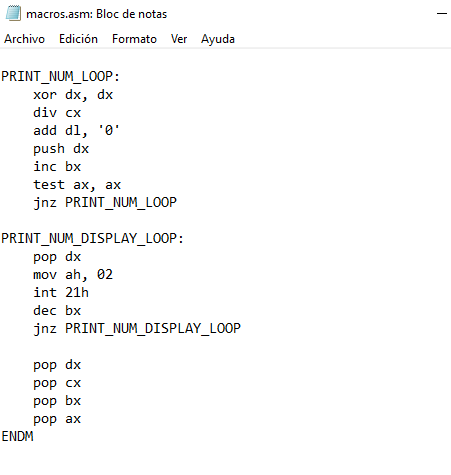 macros.asm: Bloc de notas
Archivo Edición Formato Ver Ayuda
PRINT_NUM_LOOP:
    xor dx, dx
    div cx
    add dl, '0'
    push dx
    inc bx
    test ax, ax
    jnz PRINT_NUM_LOOP

PRINT_NUM_DISPLAY_LOOP:
    pop dx
    mov ah, 02
    int 21h
    dec bx
    jnz PRINT_NUM_DISPLAY_LOOP

    pop dx
    pop cx
    pop bx
    pop ax
ENDM